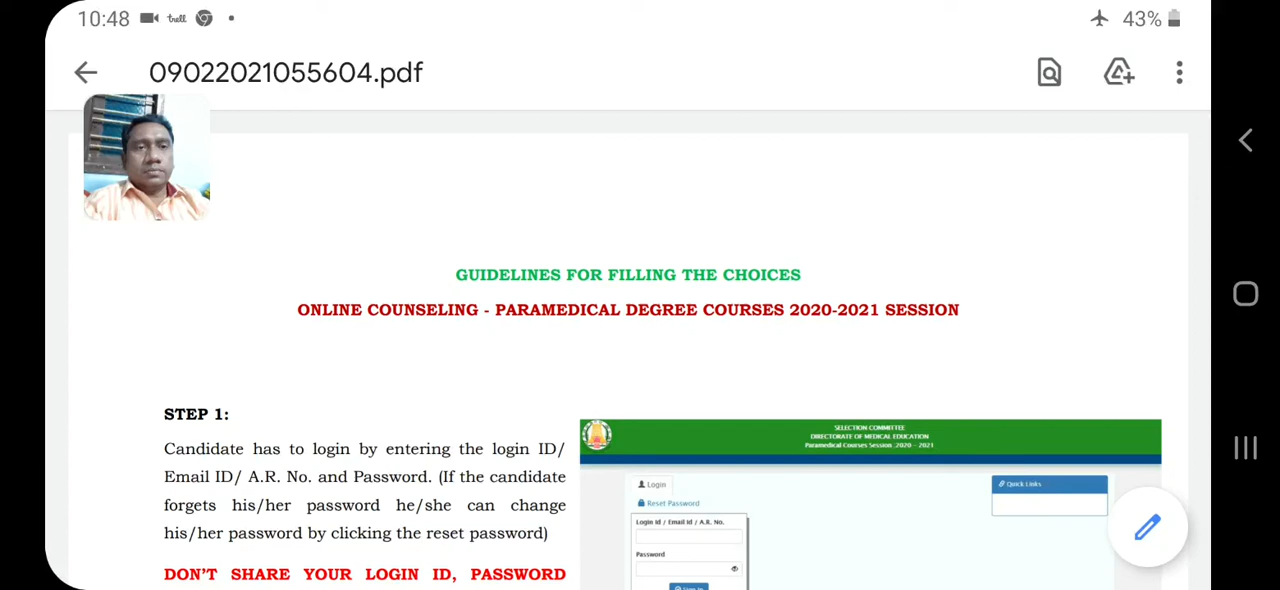 10:48 trell 43%
09022021055604.pdf
GUIDELINES FOR FILLING THE CHOICES
ONLINE COUNSELING - PARAMEDICAL DEGREE COURSES 2020-2021 SESSION
STEP 1:
Candidate has to login by entering the login ID/
Email ID/ A.R. No. and Password. (If the candidate
forgets his/her password he/she can change
his/her password by clicking the reset password)
DON'T SHARE YOUR LOGIN ID, PASSWORD
SELECTION COMMITTEE
DIRECTORATE OF MEDICAL EDUCATION
Paramedical Courses Session :2020 - 2021
Login
Reset Password
Login Id / Email Id / A.R. No.
Password
Sign In
Quick Links